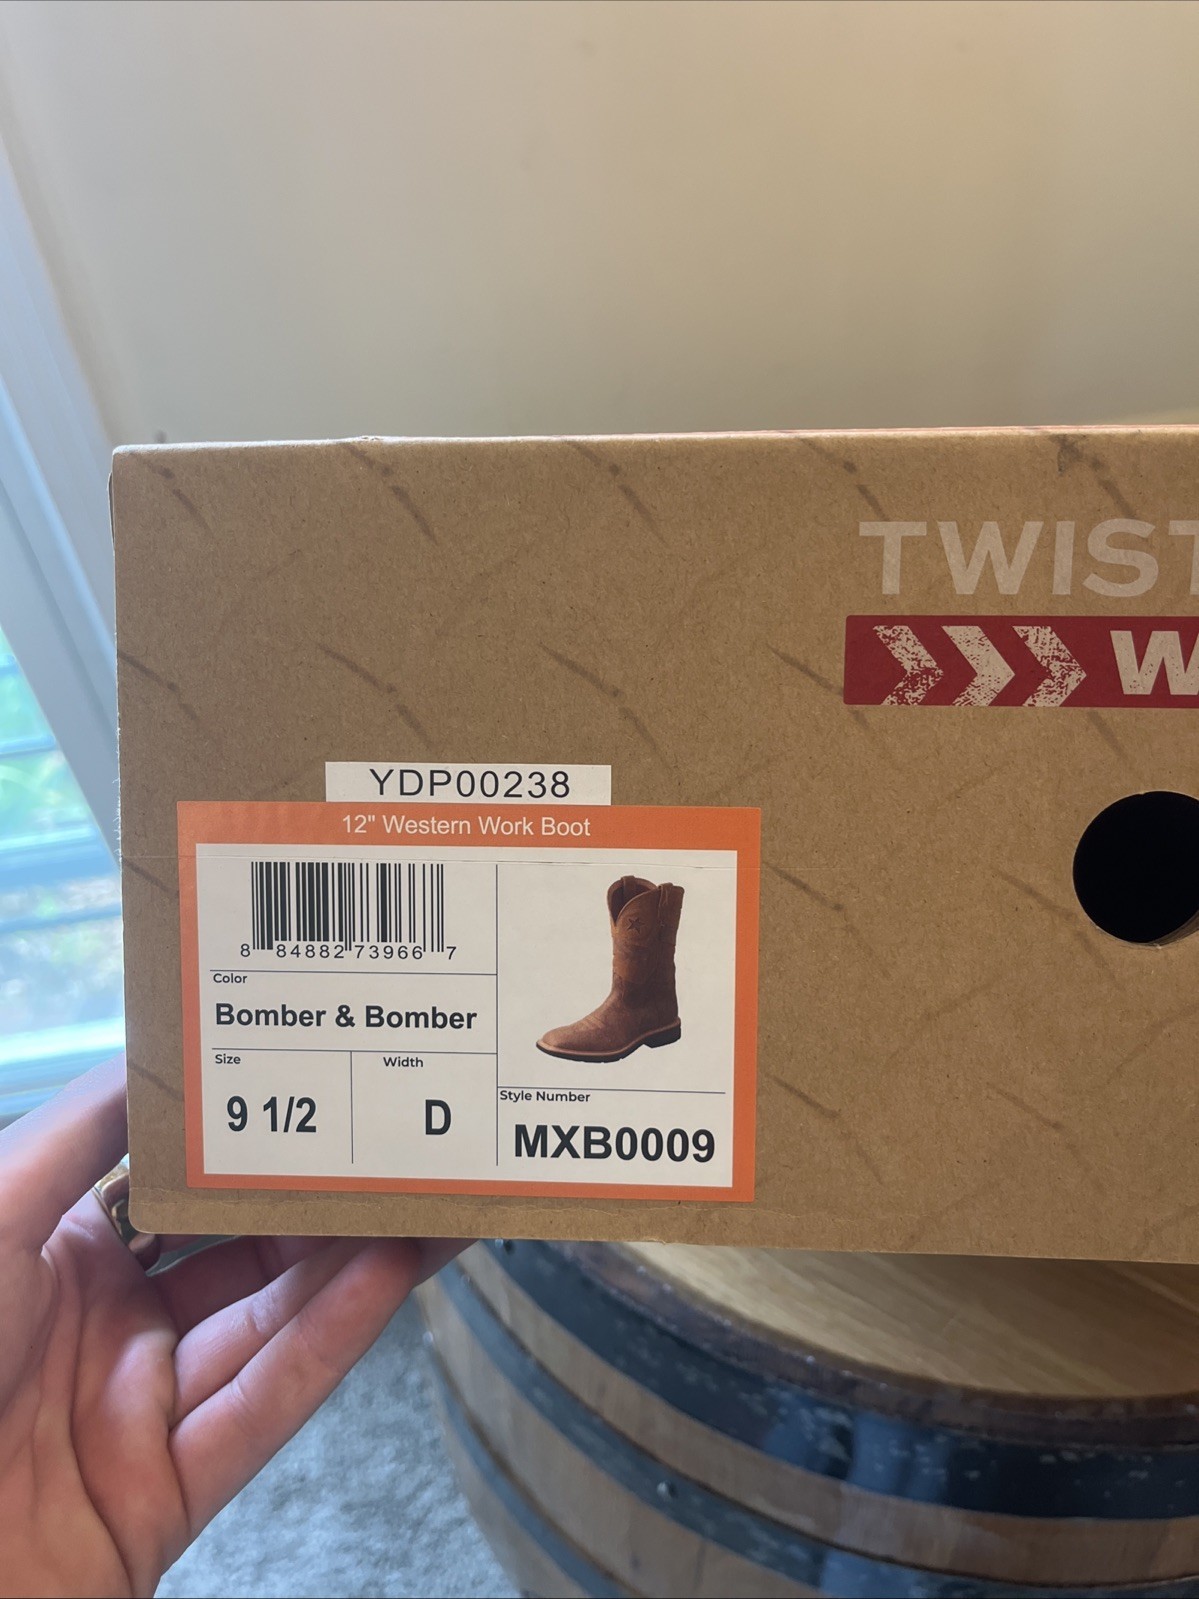 TWIST
W
YDP00238
12" Western Work Boot
8 84882 73966 7
Color
Bomber & Bomber
Size
Width
9 1/2
D
Style Number
MXB0009